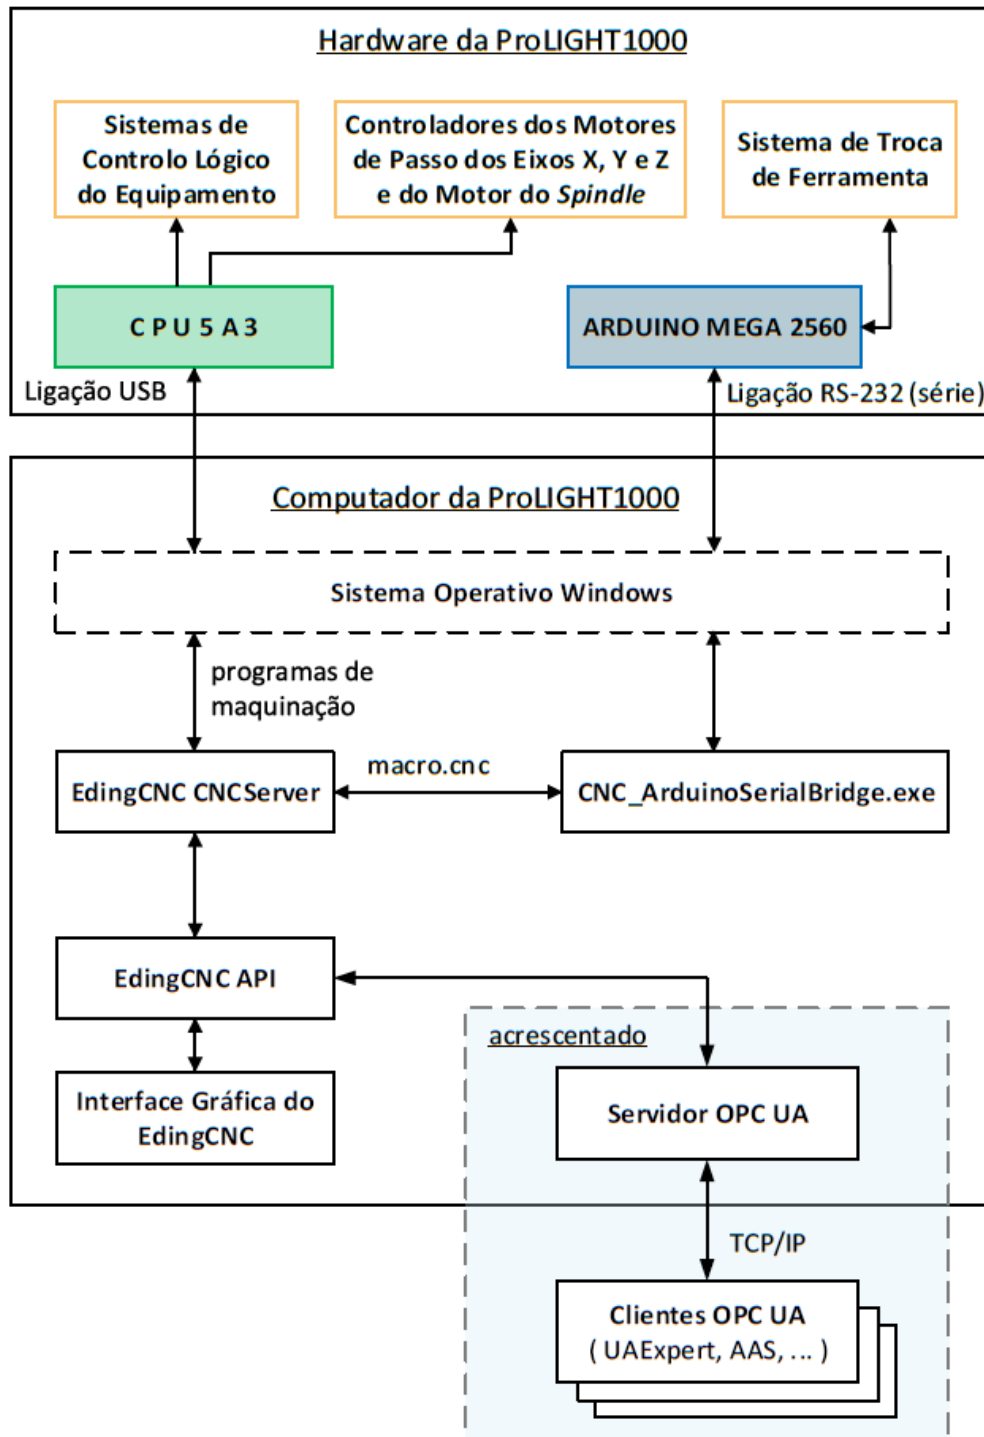 Hardware da ProLIGHT1000
Sistemas de
Controlo Lógico
do Equipamento
Controladores dos Motores
de Passo dos Eixos X, Y e Z
e do Motor do Spindle
Sistema de Troca
de Ferramenta
C P U 5 A 3
ARDUINO MEGA 2560
Ligação USB
Ligação RS-232 (série)
Computador da ProLIGHT1000
Sistema Operativo Windows
programas de
maquinação
EdingCNC CNCServer
macro.cnc
CNC_ArduinoSerialBridge.exe
EdingCNC API
acrescentado
Interface Gráfica do
EdingCNC
Servidor OPC UA
TCP/IP
Clientes OPC UA
( UAExpert, AAS, ... )